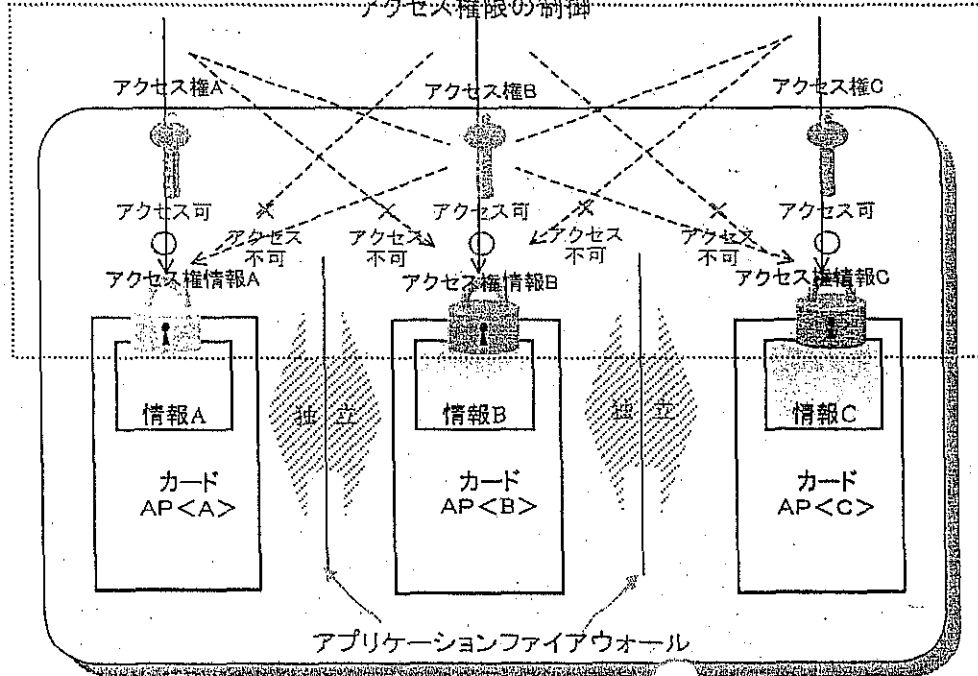 アクセス権限の制御
アクセス権A
アクセス権B
アクセス権C
アクセス可
アクセス可
アクセス可
アクセス
不可
アクセス
不可
アクセス
不可
アクセス
不可
アクセス権情報A
アクセス権情報B
アクセス権情報C
情報A
独立
情報B
独立
情報C
カード
AP<A>
カード
AP<B>
カード
AP<C>
アプリケーションファイアウォール